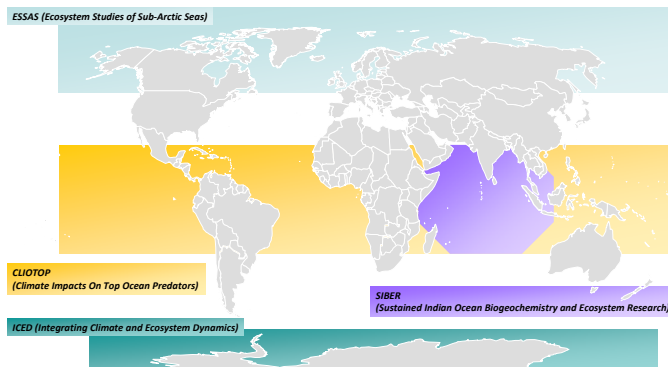 ESSAS (Ecosystem Studies of Sub-Arctic Seas)
CLIOTOP
(Climate Impacts On Top Ocean Predators)
SIBER
(Sustained Indian Ocean Biogeochemistry and Ecosystem Research)
ICED (Integrating Climate and Ecosystem Dynamics)